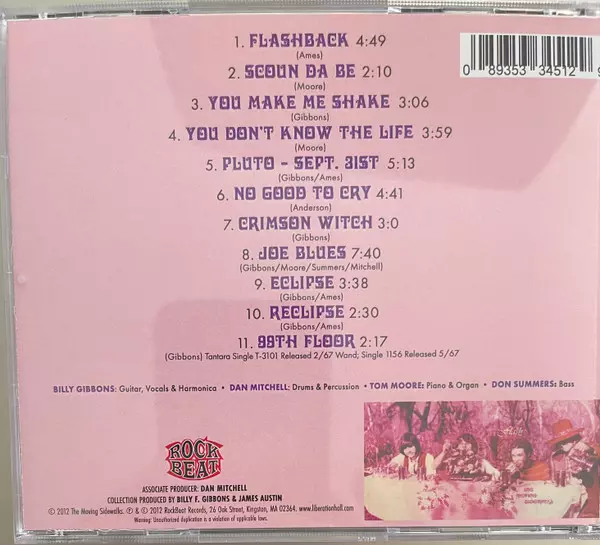 1. FLASHBACK 4:49
(Ames)
2. SCOUN DA BE 2:10
(Moore)
3. YOU MAKE ME SHAKE 3:06
(Gibbons)
4. YOU DON'T KNOW THE LIFE 3:59
(Moore)
5. PLUTO - SEPT. 31ST 5:13
(Gibbons/Ames)
6. NO GOOD TO CRY 4:41
(Anderson)
7. CRIMSON WITCH 3:0
(Gibbons)
8. JOE BLUES 7:40
(Gibbons/Moore/Summers/Mitchell)
9. ECLIPSE 3:38
(Gibbons/Ames)
10. RECLIPSE 2:30
(Gibbons/Ames)
11. 99TH FLOOR 2:17
(Gibbons) Tantara Single T-3101 Released 2/67 Wand; Single 1156 Released 5/67
0 89353 34512 9
BILLY GIBBONS: Guitar, Vocals & Harmonica • DAN MITCHELL: Drums & Percussion • TOM MOORE: Piano & Organ • DON SUMMERS: Bass
ROCK
BEAT
ASSOCIATE PRODUCER: DAN MITCHELL
COLLECTION PRODUCED BY BILLY F. GIBBONS & JAMES AUSTIN
© 2012 The Moving Sidewalks. ℗ & © 2012 RockBeat Records, 26 Oak Street, Kingston, MA 02364. www.liberationhall.com
Warning: Unauthorized duplication is a violation of applicable laws.